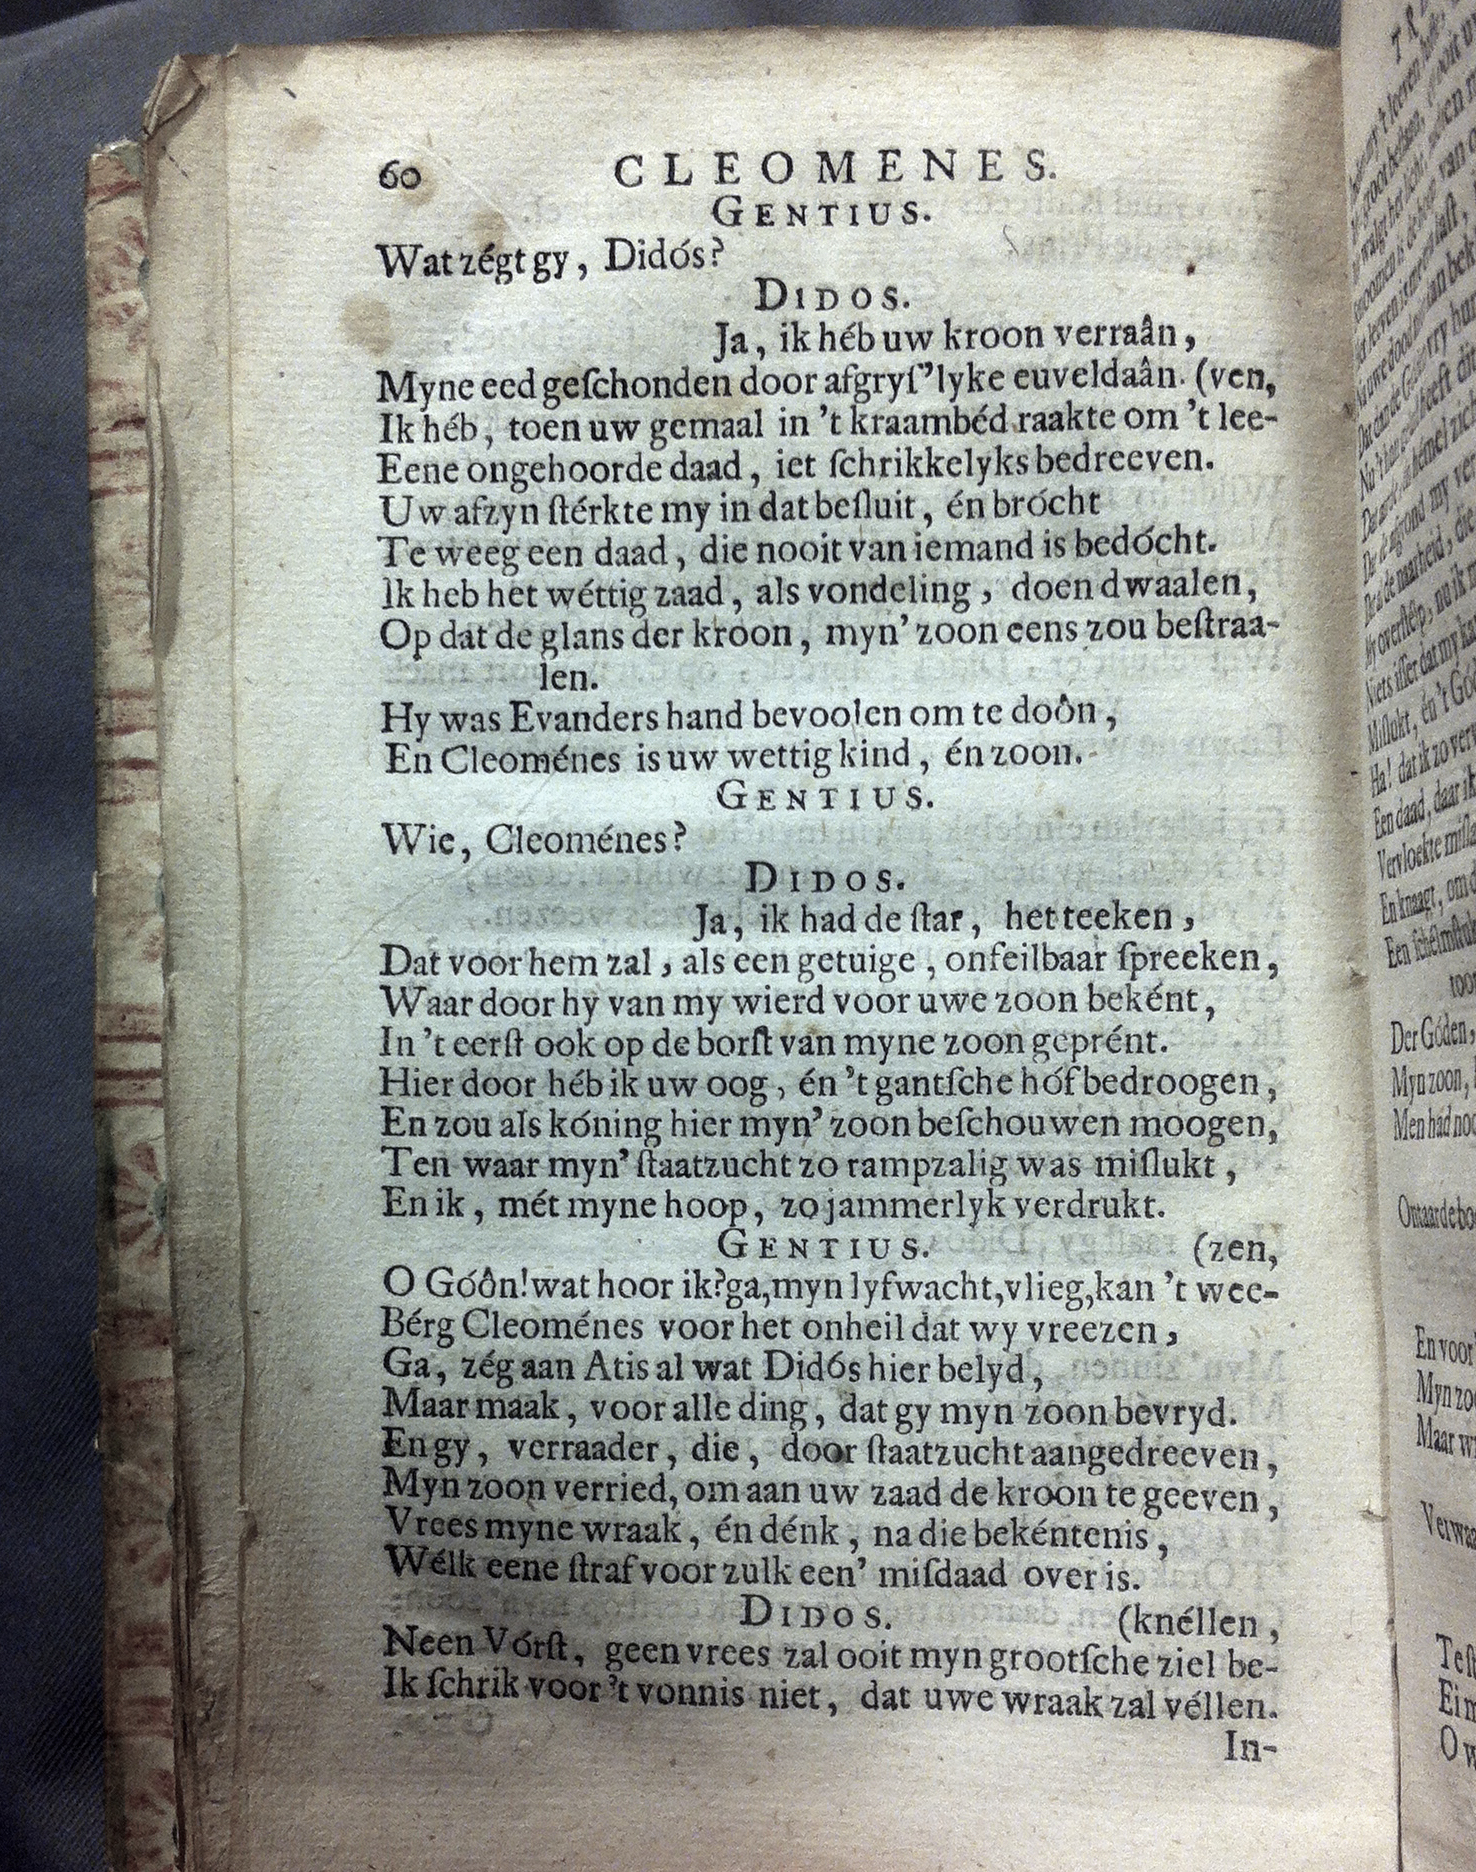 60 CLEOMENES.
GENTIUS.
Wat zégt gy, Didós?
DIDOS.
Ja, ik héb uw kroon verraân,
Myne eed geſchonden door afgryſ’’lyke euveldaân. (ven,
Ik héb, toen uw gemaal in ’t kraambéd raakte om ’t lee-
Eene ongehoorde daad, iet ſchrikkelyks bedreeven.
Uw afzyn ſtérkte my in dat beſluit, én brócht
Te weeg een daad, die nooit van iemand is bedócht.
Ik heb het wéttig zaad, als vondeling, doen dwaalen,
Op dat de glans der kroon, myn’ zoon eens zou beſtraa-
len.
Hy was Evanders hand bevoolen om te doôn,
En Cleoménes is uw wettig kind, én zoon.
GENTIUS.
Wie, Cleoménes?
DIDOS.
Ja, ik had de ſtar, het teeken,
Dat voor hem zal, als een getuige, onfeilbaar ſpreeken,
Waar door hy van my wierd voor uwe zoon beként,
In ’t eerſt ook op de borſt van myne zoon geprént.
Hier door héb ik uw oog, én ’t gantſche hóf bedroogen,
En zou als kóning hier myn’ zoon beſchouwen moogen,
Ten waar myn’ ſtaatzucht zo rampzalig was miſlukt,
En ik, mét myne hoop, zo jammerlyk verdrukt.
GENTIUS. (zen,
O Góôn! wat hoor ik? ga, myn lyfwacht, vlieg, kan ’t wee-
Bérg Cleoménes voor het onheil dat wy vreezen,
Ga, zég aan Atis al wat Didós hier belyd,
Maar maak, voor alle ding, dat gy myn zoon bevryd.
En gy, verraader, die, door ſtaatzucht aangedreeven,
Myn zoon verried, om aan uw zaad de kroon te geeven,
Vrees myne wraak, én dénk, na die bekéntenis,
Wélk eene ſtraf voor zulk een’ miſdaad over is.
DIDOS. (knéllen,
Neen Vórſt, geen vrees zal ooit myn grootſche ziel be-
Ik ſchrik voor ’t vonnis niet, dat uwe wraak zal véllen.
In-
Der Góden,
Myn zoon,
En voor
Myn zoo
Maar w